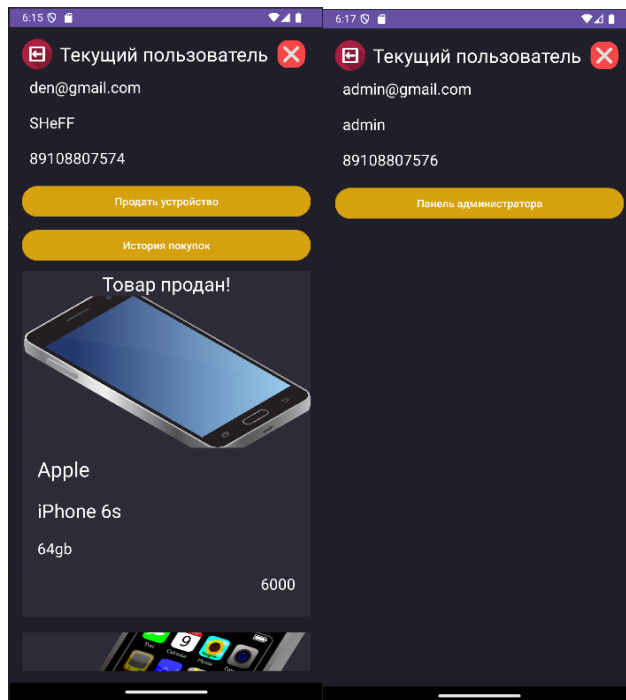 6:15
Текущий пользователь
den@gmail.com
SHeFF
89108807574
Продать устройство
История покупок
Товар продан!
Apple
iPhone 6s
64gb
6000
9
6:17
Текущий пользователь
admin@gmail.com
admin
89108807576
Панель администратора